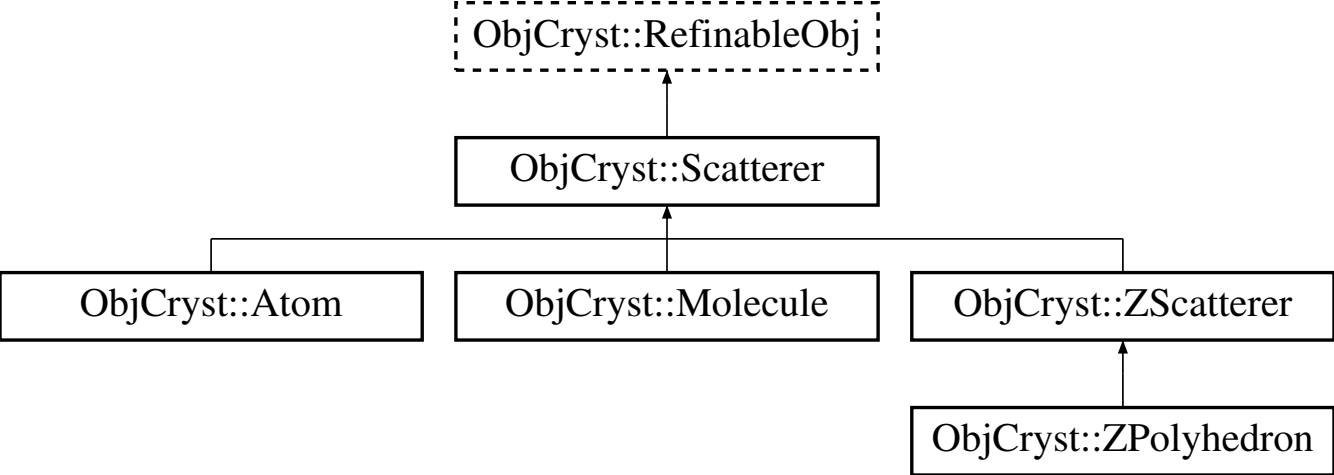 ObjCryst::RefinableObj
ObjCryst::Scatterer
ObjCryst::Atom
ObjCryst::Molecule
ObjCryst::ZScatterer
ObjCryst::ZPolyhedron